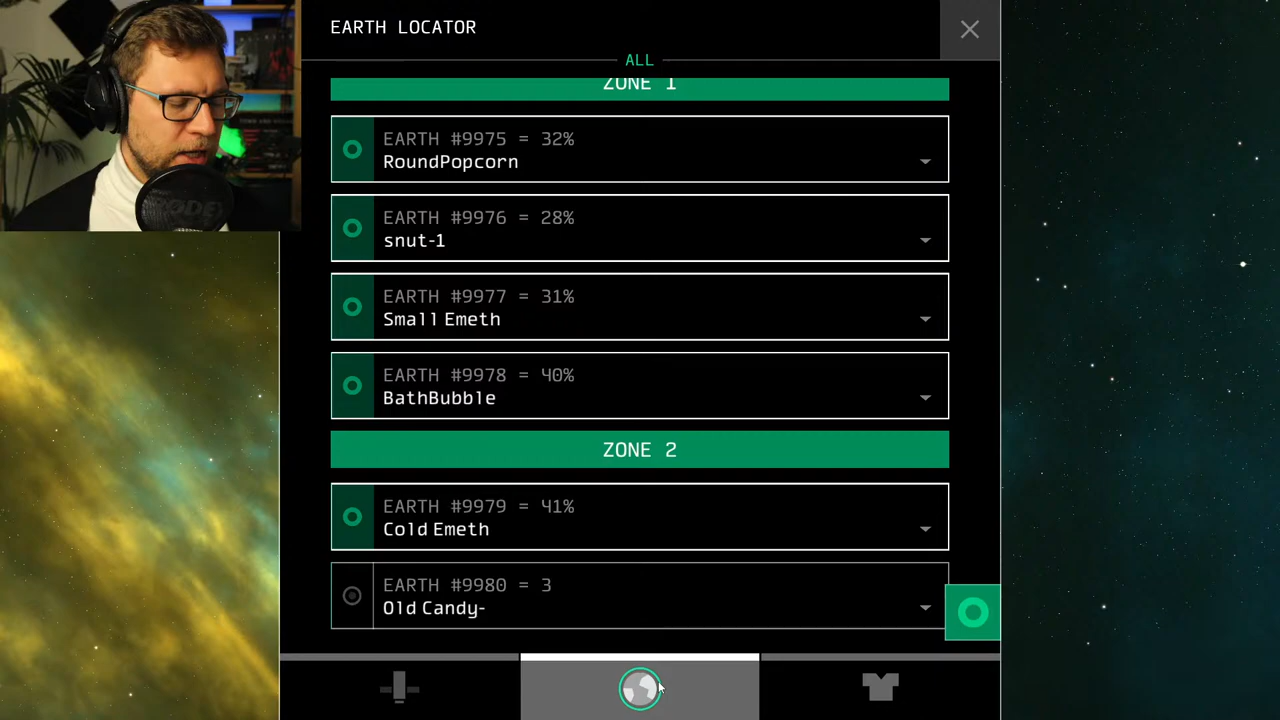 EARTH LOCATOR
ALL
ZONE 1
EARTH #9975 = 32%
RoundPopcorn
EARTH #9976 = 28%
snut-1
EARTH #9977 = 31%
Small Emeth
EARTH #9978 = 40%
BathBubble
ZONE 2
EARTH #9979 = 41%
Cold Emeth
EARTH #9980 = 3
Old Candy-
RODE